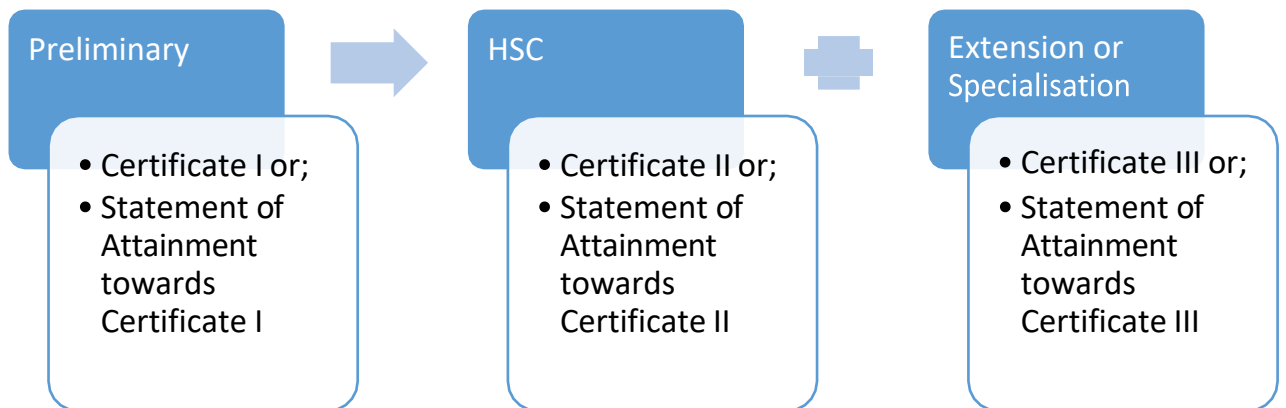 Preliminary
• Certificate I or;
• Statement of
Attainment
towards
Certificate I
HSC
• Certificate II or;
• Statement of
Attainment
towards
Certificate II
Extension or
Specialisation
• Certificate III or;
• Statement of
Attainment
towards
Certificate III